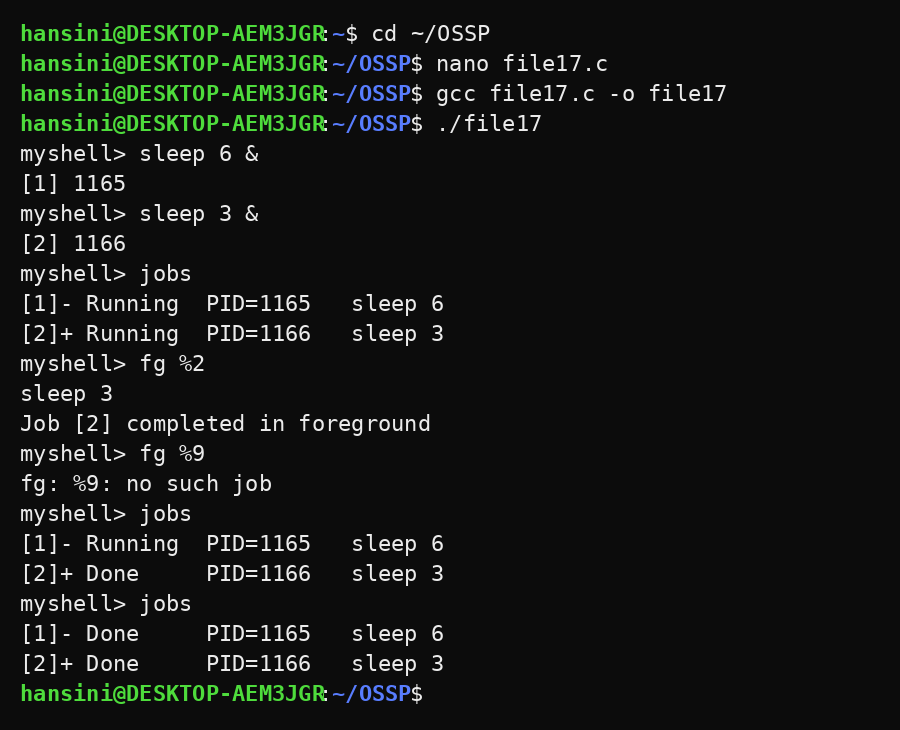 hansini@DESKTOP-AEM3JGR:~$ cd ~/OSSP
hansini@DESKTOP-AEM3JGR:~/OSSP$ nano file17.c
hansini@DESKTOP-AEM3JGR:~/OSSP$ gcc file17.c -o file17
hansini@DESKTOP-AEM3JGR:~/OSSP$ ./file17
myshell> sleep 6 &
[1] 1165
myshell> sleep 3 &
[2] 1166
myshell> jobs
[1]- Running  PID=1165   sleep 6
[2]+ Running  PID=1166   sleep 3
myshell> fg %2
sleep 3
Job [2] completed in foreground
myshell> fg %9
fg: %9: no such job
myshell> jobs
[1]- Running  PID=1165   sleep 6
[2]+ Done     PID=1166   sleep 3
myshell> jobs
[1]- Done     PID=1165   sleep 6
[2]+ Done     PID=1166   sleep 3
hansini@DESKTOP-AEM3JGR:~/OSSP$